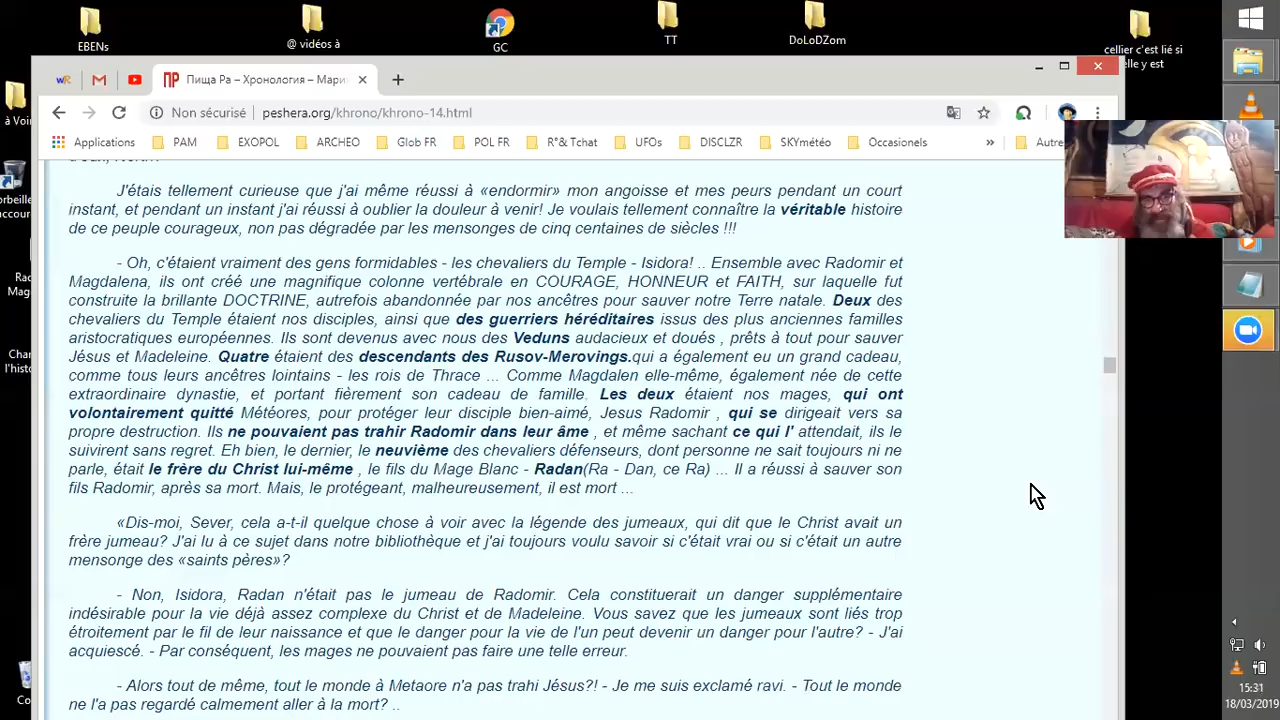 EBENs
@ vidéos à
GC
TT
DoLoDZom
cellier c'est lié si
elle y est
Пища Ра – Хронология – Мари
Non sécurisé
peshera.org/khrono/khrono-14.html
Applications
PAM
EXOPOL
ARCHEO
Glob FR
POL FR
R°& Tchat
UFOs
DISCLZR
SKYmétéo
Occasionels
»
Autre
à Voir
orbeille
accour
Rac
Mag
Char
l'histo
Co
J'étais tellement curieuse que j'ai même réussi à «endormir» mon angoisse et mes peurs pendant un court
instant, et pendant un instant j'ai réussi à oublier la douleur à venir! Je voulais tellement connaître la véritable histoire
de ce peuple courageux, non pas dégradée par les mensonges de cinq centaines de siècles !!!
- Oh, c'étaient vraiment des gens formidables - les chevaliers du Temple - Isidora! .. Ensemble avec Radomir et
Magdalena, ils ont créé une magnifique colonne vertébrale en COURAGE, HONNEUR et FAITH, sur laquelle fut
construite la brillante DOCTRINE, autrefois abandonnée par nos ancêtres pour sauver notre Terre natale. Deux des
chevaliers du Temple étaient nos disciples, ainsi que des guerriers héréditaires issus des plus anciennes familles
aristocratiques européennes. Ils sont devenus avec nous des Veduns audacieux et doués , prêts à tout pour sauver
Jésus et Madeleine. Quatre étaient des descendants des Rusov-Merovings.qui a également eu un grand cadeau,
comme tous leurs ancêtres lointains - les rois de Thrace ... Comme Magdalen elle-même, également née de cette
extraordinaire dynastie, et portant fièrement son cadeau de famille. Les deux étaient nos mages, qui ont
volontairement quitté Météores, pour protéger leur disciple bien-aimé, Jesus Radomir , qui se dirigeait vers sa
propre destruction. Ils ne pouvaient pas trahir Radomir dans leur âme , et même sachant ce qui l' attendait, ils le
suivirent sans regret. Eh bien, le dernier, le neuvième des chevaliers défenseurs, dont personne ne sait toujours ni ne
parle, était le frère du Christ lui-même , le fils du Mage Blanc - Radan(Ra - Dan, ce Ra) ... Il a réussi à sauver son
fils Radomir, après sa mort. Mais, le protégeant, malheureusement, il est mort ...
«Dis-moi, Sever, cela a-t-il quelque chose à voir avec la légende des jumeaux, qui dit que le Christ avait un
frère jumeau? J'ai lu à ce sujet dans notre bibliothèque et j'ai toujours voulu savoir si c'était vrai ou si c'était un autre
mensonge des «saints pères»?
- Non, Isidora, Radan n'était pas le jumeau de Radomir. Cela constituerait un danger supplémentaire
indésirable pour la vie déjà assez complexe du Christ et de Madeleine. Vous savez que les jumeaux sont liés trop
étroitement par le fil de leur naissance et que le danger pour la vie de l'un peut devenir un danger pour l'autre? - J'ai
acquiescé. - Par conséquent, les mages ne pouvaient pas faire une telle erreur.
- Alors tout de même, tout le monde à Metaore n'a pas trahi Jésus?! - Je me suis exclamé ravi. - Tout le monde
ne l'a pas regardé calmement aller à la mort? ..
15:31
18/03/2019